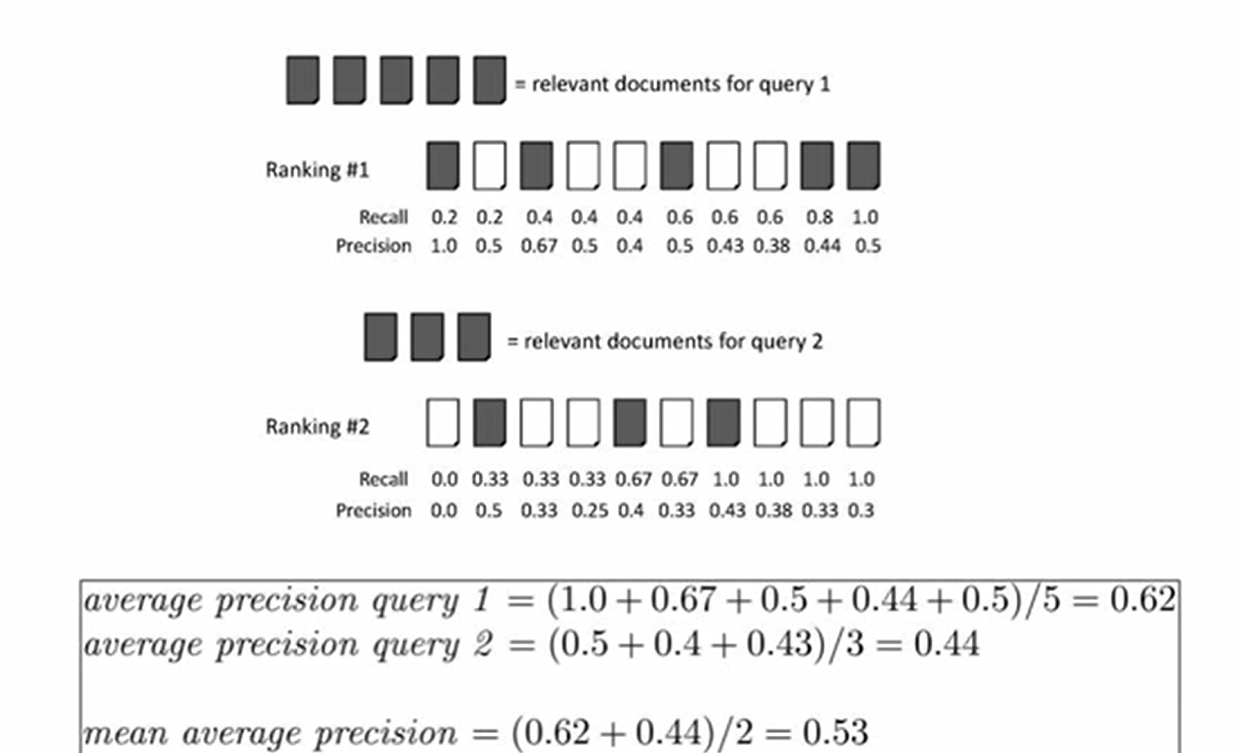 = relevant documents for query 1
Ranking #1
Recall 0.2 0.2 0.4 0.4 0.4 0.6 0.6 0.6 0.8 1.0
Precision 1.0 0.5 0.67 0.5 0.4 0.5 0.43 0.38 0.44 0.5
= relevant documents for query 2
Ranking #2
Recall 0.0 0.33 0.33 0.33 0.67 0.67 1.0 1.0 1.0 1.0
Precision 0.0 0.5 0.33 0.25 0.4 0.33 0.43 0.38 0.33 0.3
average precision query 1 = (1.0 + 0.67 + 0.5 + 0.44 + 0.5)/5 = 0.62
average precision query 2 = (0.5 + 0.4 + 0.43)/3 = 0.44
mean average precision = (0.62 + 0.44)/2 = 0.53